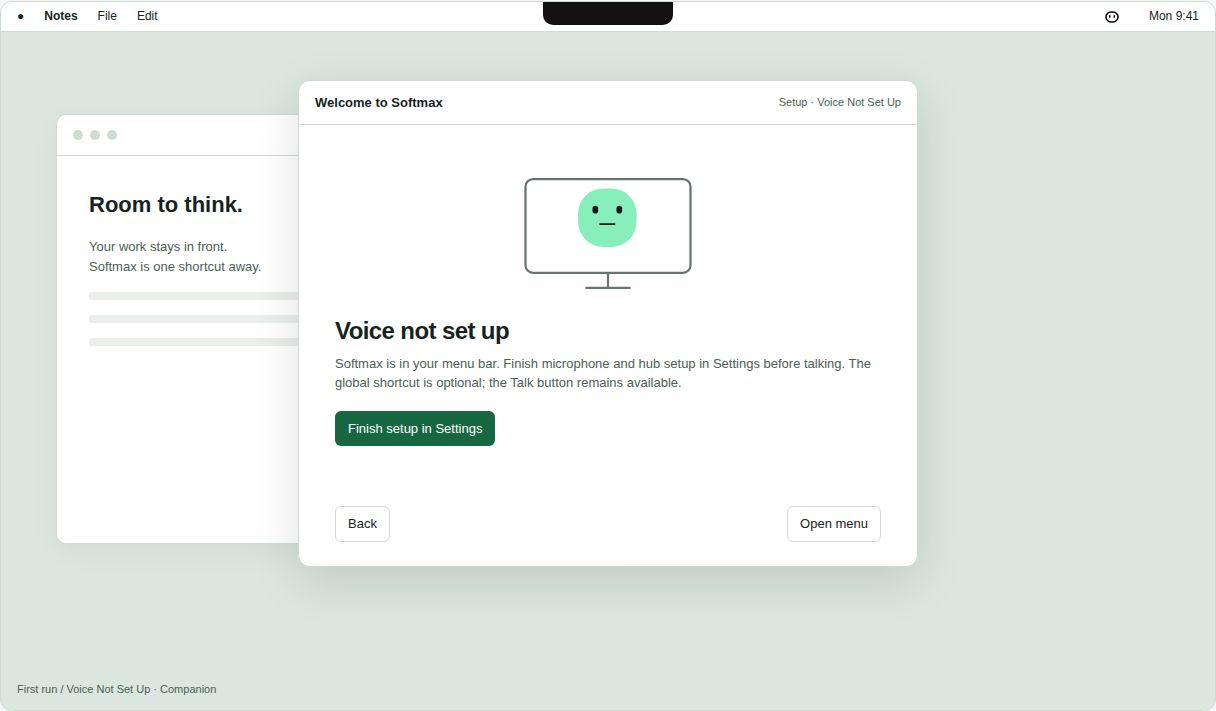 Notes File Edit
Mon 9:41
Welcome to Softmax
Setup · Voice Not Set Up
Room to think.
Your work stays in front.
Softmax is one shortcut away.
Voice not set up
Softmax is in your menu bar. Finish microphone and hub setup in Settings before talking. The
global shortcut is optional; the Talk button remains available.
Finish setup in Settings
Back
Open menu
First run / Voice Not Set Up · Companion